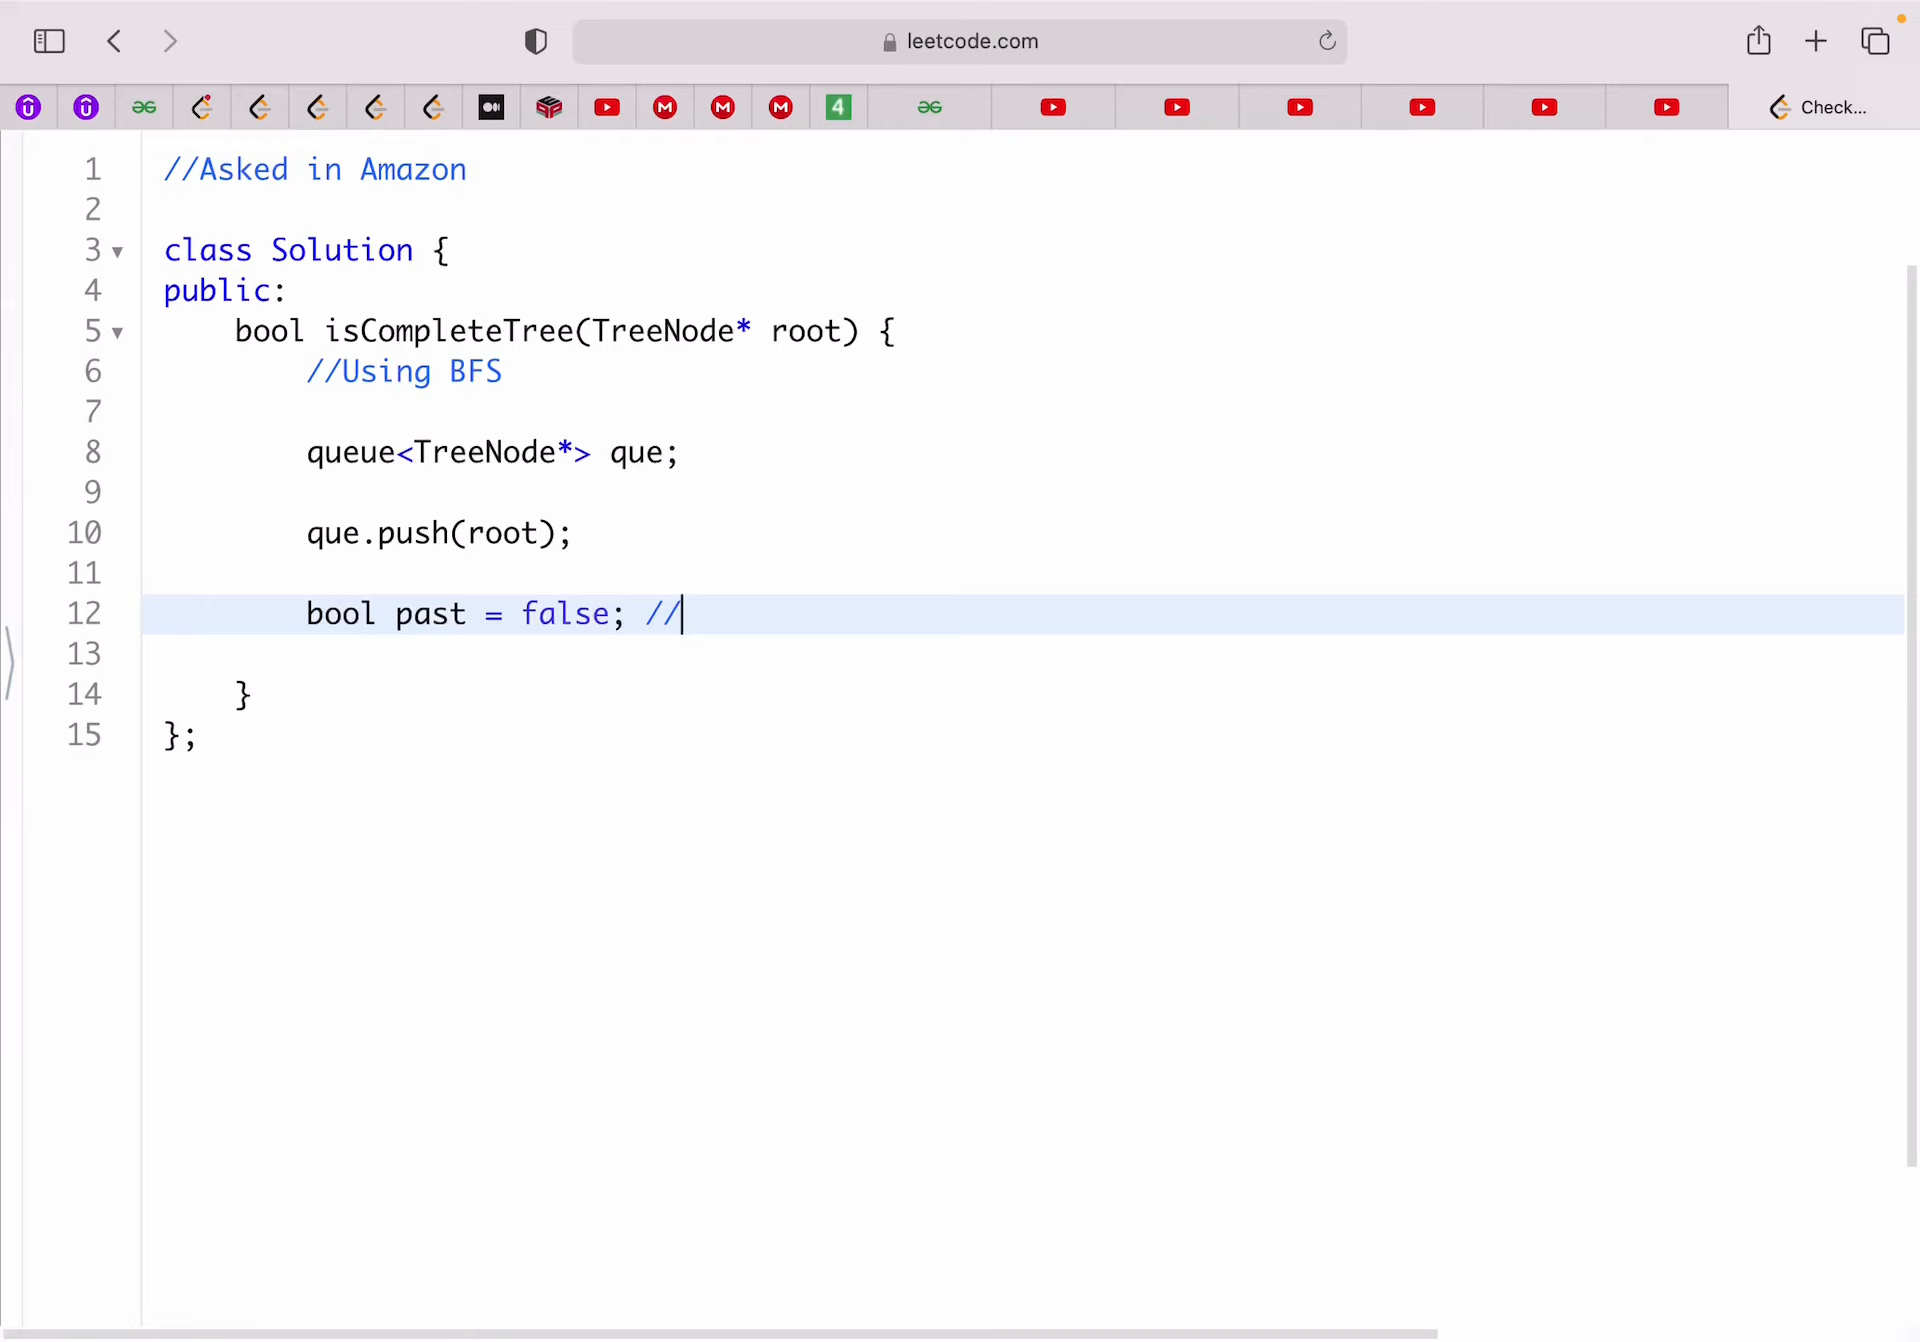 leetcode.com
4
Check...
1 //Asked in Amazon
2
3 class Solution {
4 public:
5 bool isCompleteTree(TreeNode* root) {
6 //Using BFS
7
8 queue<TreeNode*> que;
9
10 que.push(root);
11
12 bool past = false; //
13
14 }
15 };